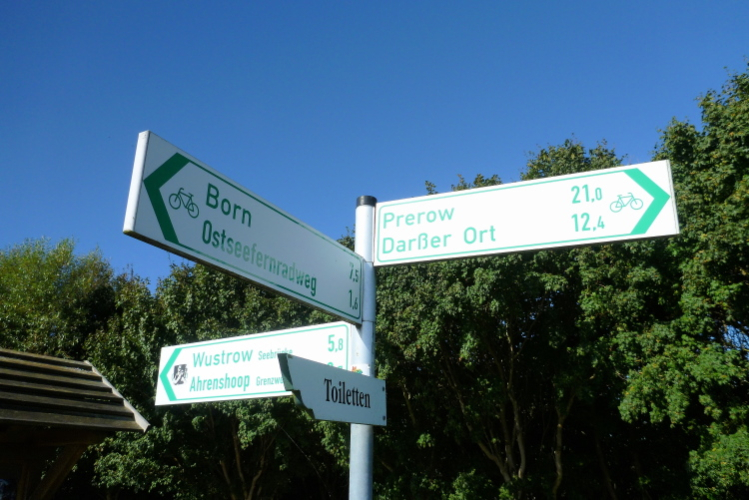 Born 7,5
Ostseefernradweg 1,6
Prerow 21.0
Darßer Ort 12,4
Wustrow 5,8
Ahrenshoop
Toiletten